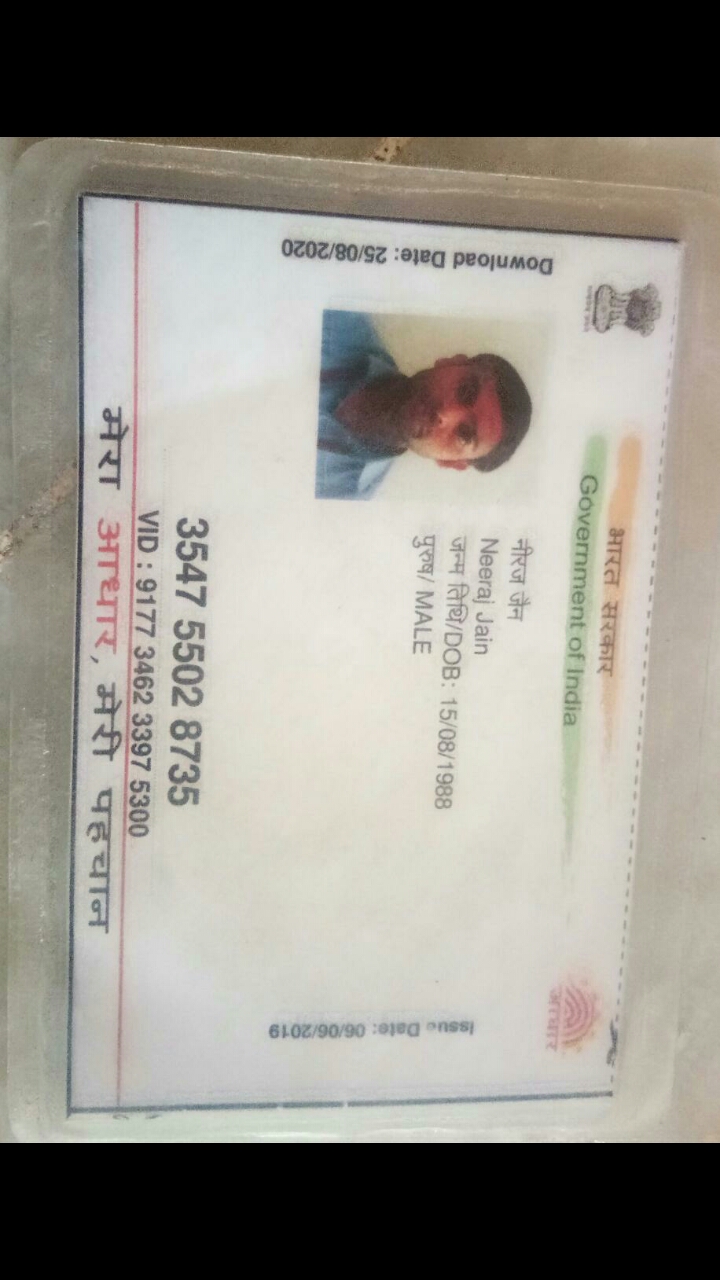 भारत सरकार
Government of India
Download Date: 25/08/2020
नीरज जैन
Neeraj Jain
जन्म तिथि/DOB: 15/08/1988
पुरुष/ MALE
Issue Date: 06/06/2019
आधार
3547 5502 8735
VID : 9177 3462 3397 5300
मेरा आधार, मेरी पहचान